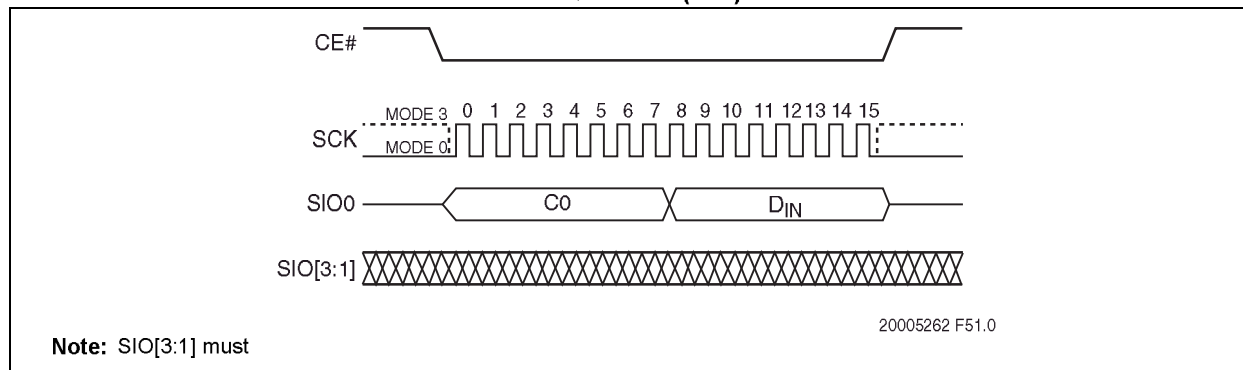 CE#
MODE 3 0 1 2 3 4 5 6 7 8 9 10 11 12 13 14 15
SCK
MODE 0
SIO0 C0 DIN
SIO[3:1]
20005262 F51.0
Note: SIO[3:1] must